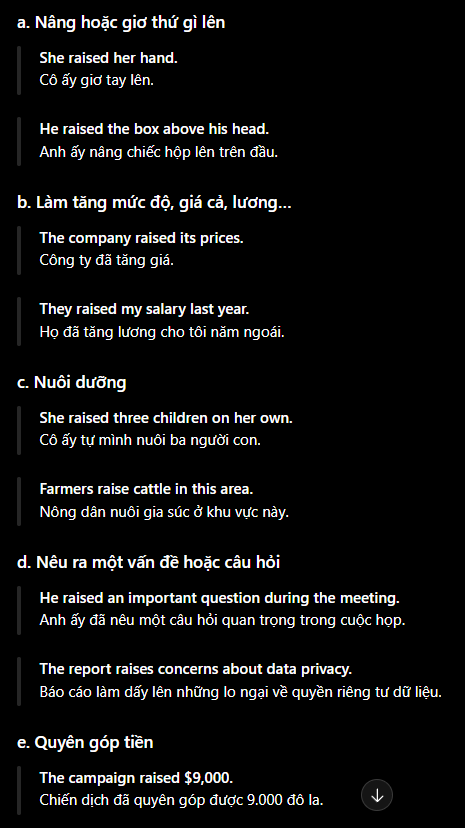 a. Nâng hoặc giơ thứ gì lên
She raised her hand.
Cô ấy giơ tay lên.
He raised the box above his head.
Anh ấy nâng chiếc hộp lên trên đầu.
b. Làm tăng mức độ, giá cả, lương...
The company raised its prices.
Công ty đã tăng giá.
They raised my salary last year.
Họ đã tăng lương cho tôi năm ngoái.
c. Nuôi dưỡng
She raised three children on her own.
Cô ấy tự mình nuôi ba người con.
Farmers raise cattle in this area.
Nông dân nuôi gia súc ở khu vực này.
d. Nêu ra một vấn đề hoặc câu hỏi
He raised an important question during the meeting.
Anh ấy đã nêu một câu hỏi quan trọng trong cuộc họp.
The report raises concerns about data privacy.
Báo cáo làm dấy lên những lo ngại về quyền riêng tư dữ liệu.
e. Quyên góp tiền
The campaign raised $9,000.
Chiến dịch đã quyên góp được 9.000 đô la.